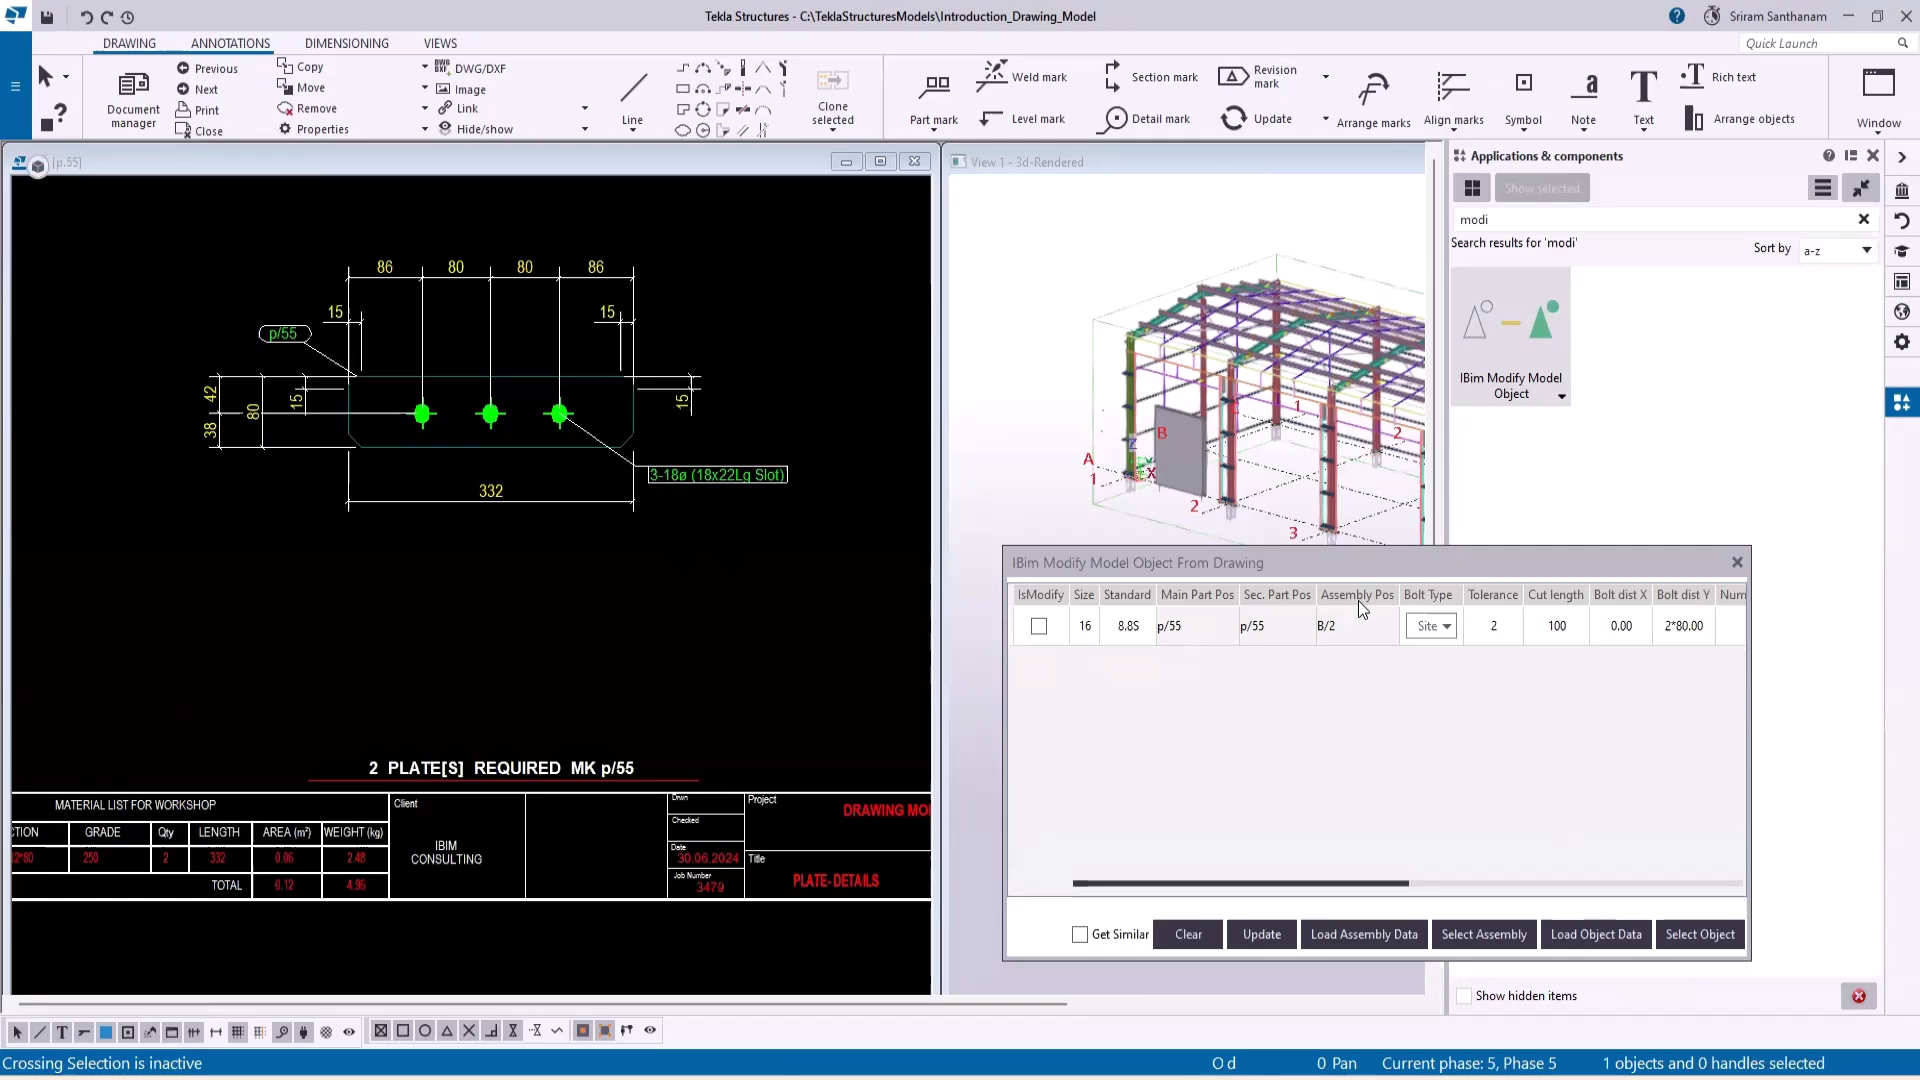 Tekla Structures - C:\TeklaStructuresModels\Introduction_Drawing_Model
Sriram Santhanam
DRAWING ANNOTATIONS DIMENSIONING VIEWS
Quick Launch
Document manager
Previous
Next
Print
Close
Copy
Move
Remove
Properties
DWG/DXF
Image
Link
Hide/show
Line
Clone selected
Part mark
Weld mark
Level mark
Section mark
Detail mark
Revision mark
Update
Arrange marks
Align marks
Symbol
Note
Text
Rich text
Arrange objects
Window
[p.55]
86 80 80 86
15 15
p/55
42
38
80
15
15
3-18ø (18x22Lg Slot)
332
2 PLATE[S] REQUIRED MK p/55
MATERIAL LIST FOR WORKSHOP
GRADE Qty LENGTH AREA (m²) WEIGHT (kg)
250 2 332 0.06 2.48
TOTAL 0.12 4.96
Client
IBIM
CONSULTING
Drwn
Checked
Date
30.06.2024
Job Number
3479
Project
DRAWING
Title
PLATE- DETAILS
View 1 - 3d-Rendered
A
1
B
Z
X
2
3
1
2
Applications & components
Show selected
modi
Search results for 'modi'
Sort by a-z
IBim Modify Model
Object
Show hidden items
IBim Modify Model Object From Drawing
IsModify Size Standard Main Part Pos Sec. Part Pos Assembly Pos Bolt Type Tolerance Cut length Bolt dist X Bolt dist Y Num
16 8.8S p/55 p/55 B/2 Site 2 100 0.00 2*80.00
Get Similar Clear Update Load Assembly Data Select Assembly Load Object Data Select Object
Crossing Selection is inactive
O d
0 Pan
Current phase: 5, Phase 5
1 objects and 0 handles selected